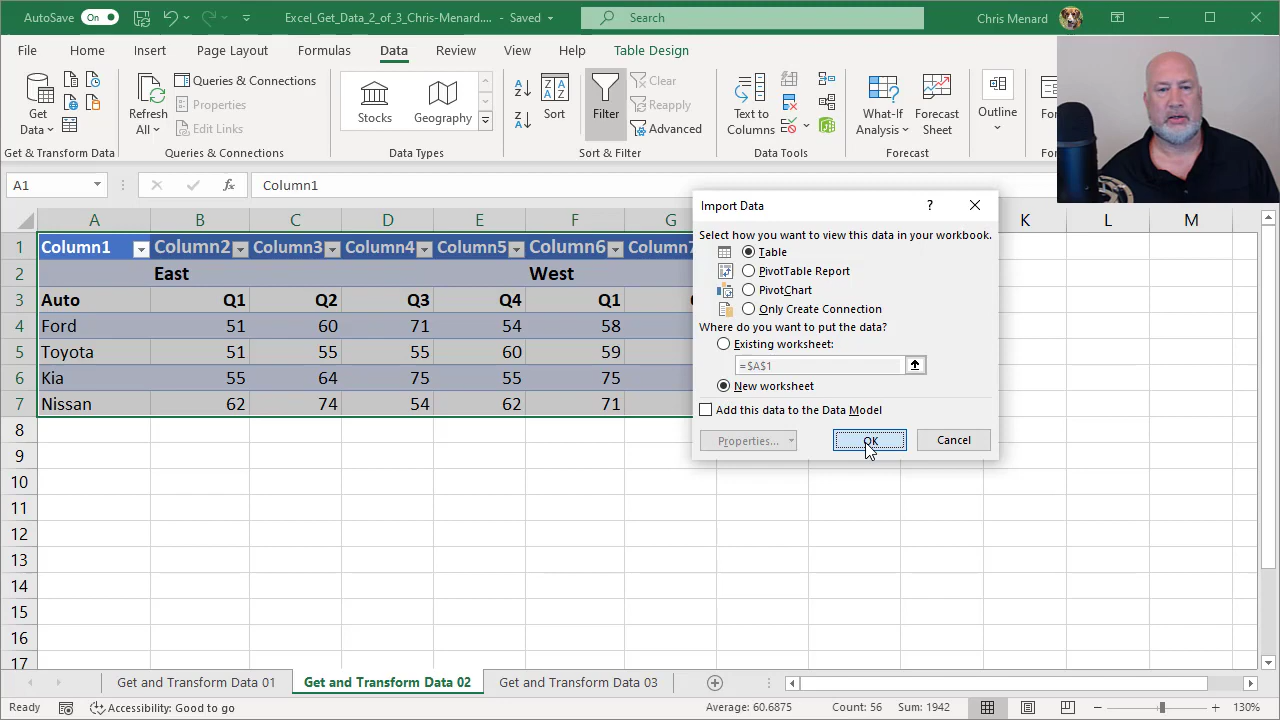 AutoSave On Excel_Get_Data_2_of_3_Chris-Menard.... - Saved Search Chris Menard
File Home Insert Page Layout Formulas Data Review View Help Table Design
Get Data
Refresh All
Queries & Connections
Properties
Edit Links
Stocks Geography
Sort
Filter
Clear
Reapply
Advanced
Text to Columns
What-If Analysis
Forecast Sheet
Outline
Get & Transform Data Queries & Connections Data Types Sort & Filter Data Tools Forecast
A1 fx Column1
A B C D E F G K L M
1 Column1 Column2 Column3 Column4 Column5 Column6 Column7
2 East West
3 Auto Q1 Q2 Q3 Q4 Q1
4 Ford 51 60 71 54 58
5 Toyota 51 55 55 60 59
6 Kia 55 64 75 55 75
7 Nissan 62 74 54 62 71
8
9
10
11
12
13
14
15
16
17
Import Data ?
Select how you want to view this data in your workbook.
Table
PivotTable Report
PivotChart
Only Create Connection
Where do you want to put the data?
Existing worksheet:
=$A$1
New worksheet
Add this data to the Data Model
Properties... OK Cancel
Get and Transform Data 01 Get and Transform Data 02 Get and Transform Data 03
Ready Accessibility: Good to go Average: 60.6875 Count: 56 Sum: 1942 130%